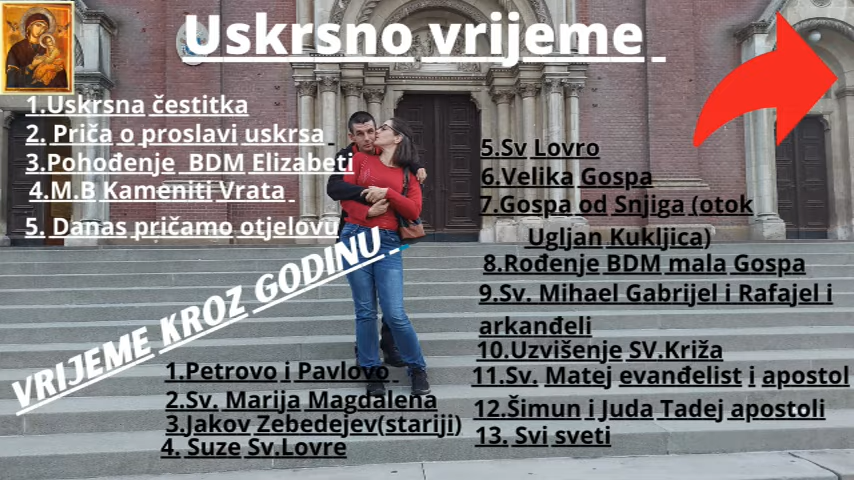 Uskrsno vrijeme
1.Uskrsna čestitka
2. Priča o proslavi uskrsa
3.Pohođenje BDM Elizabeti
4.M.B Kameniti Vrata
5. Danas pričamo otjelovu
VRIJEME KROZ GODINU -
1.Petrovo i Pavlovo
2.Sv. Marija Magdalena
3.Jakov Zebedejev(stariji)
4. Suze Sv.Lovre
5.Sv Lovro
6.Velika Gospa
7.Gospa od Snjiga (otok
Ugljan Kukljica)
8.Rođenje BDM mala Gospa
9.Sv. Mihael Gabrijel i Rafajel i
arkanđeli
10.Uzvišenje SV.Križa
11.Sv. Matej evanđelist i apostol
12.Šimun i Juda Tadej apostoli
13. Svi sveti